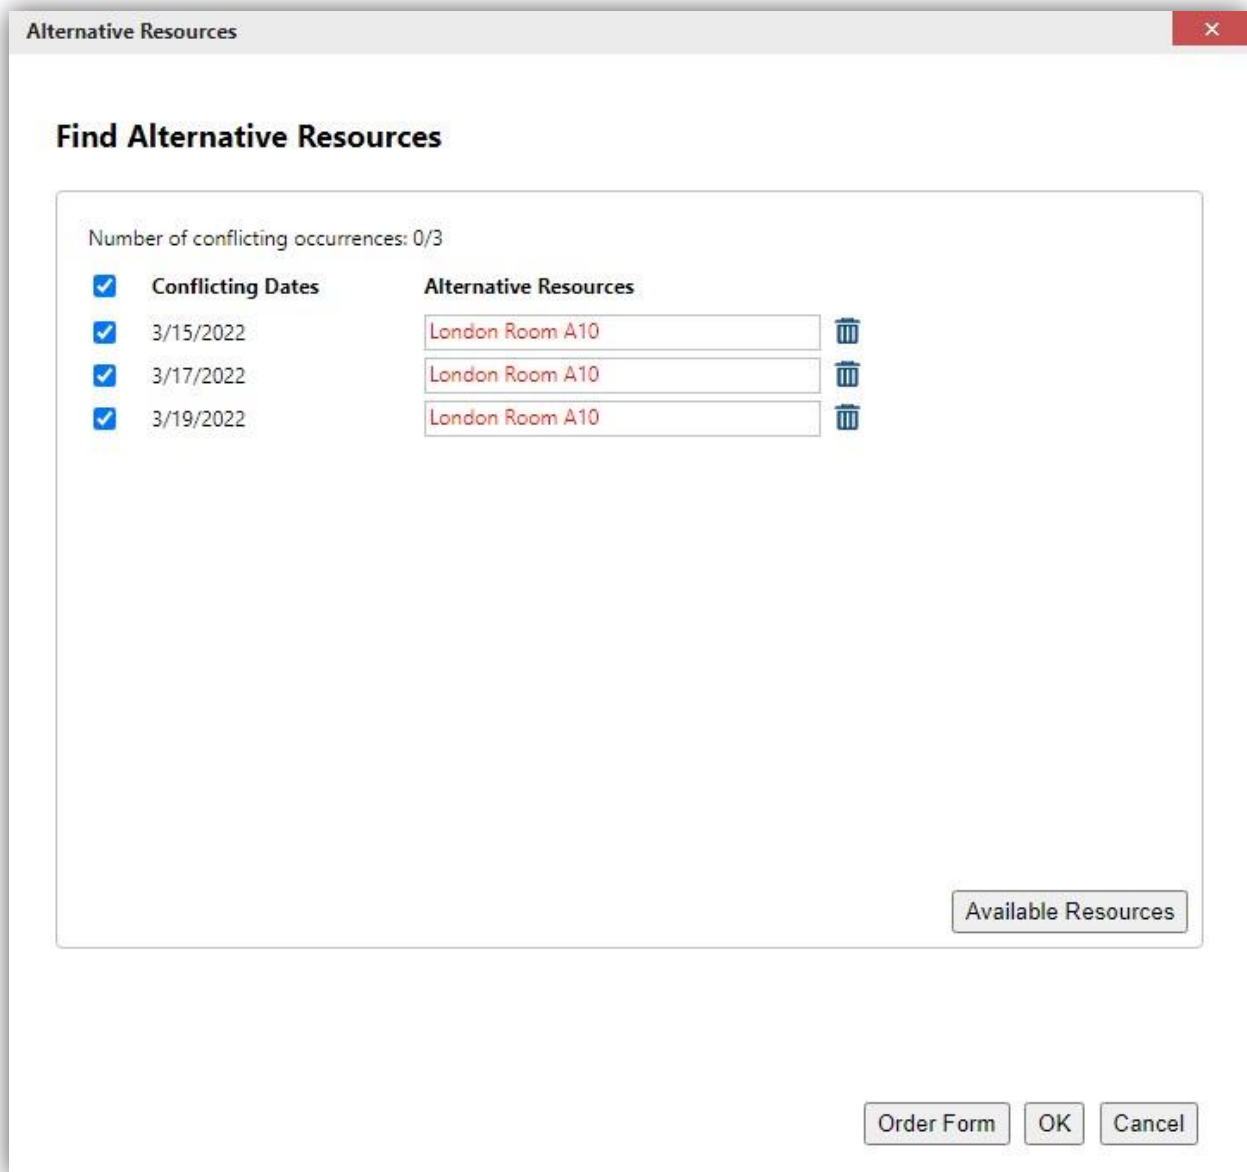 Alternative Resources
Find Alternative Resources
Number of conflicting occurrences: 0/3
Conflicting Dates Alternative Resources
3/15/2022 London Room A10
3/17/2022 London Room A10
3/19/2022 London Room A10
Available Resources
Order Form OK Cancel